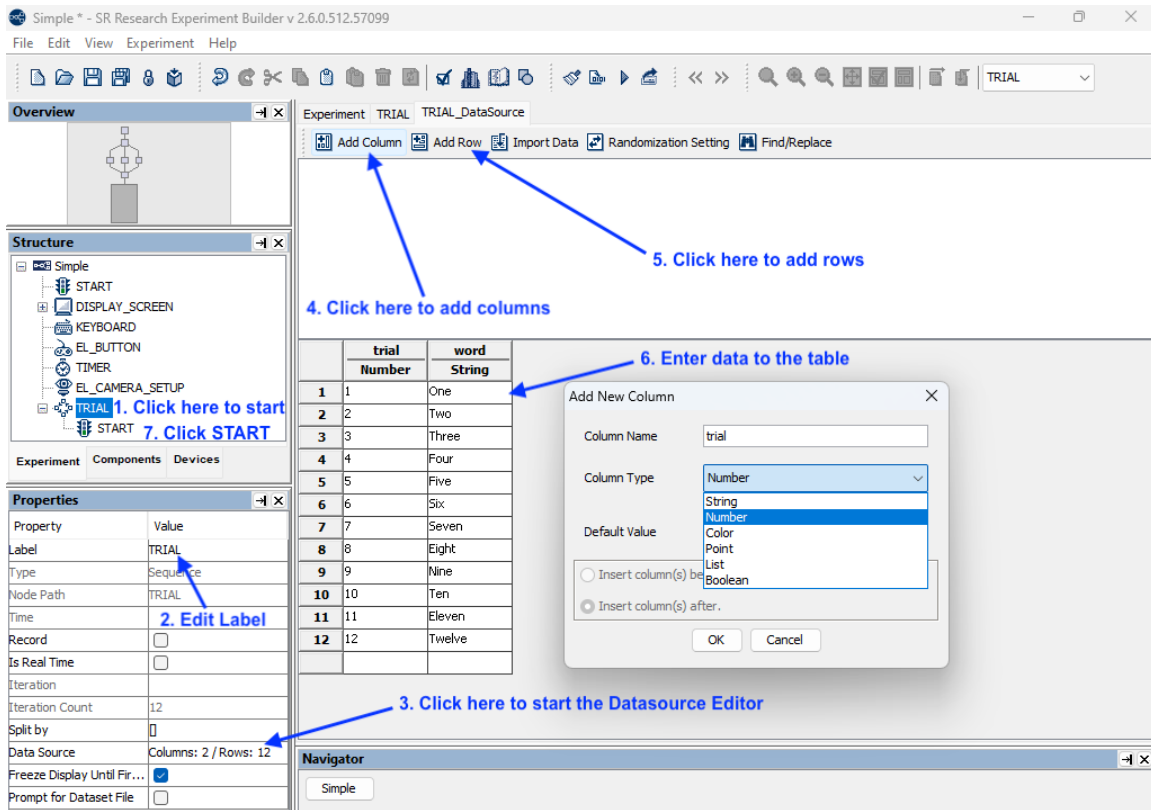 Simple * - SR Research Experiment Builder v 2.6.0.512.57099
File Edit View Experiment Help
TRIAL
Overview
Experiment TRIAL TRIAL_DataSource
Add Column Add Row Import Data Randomization Setting Find/Replace
5. Click here to add rows
4. Click here to add columns
Structure
Simple
START
DISPLAY_SCREEN
KEYBOARD
EL_BUTTON
TIMER
EL_CAMERA_SETUP
TRIAL 1. Click here to start
START 7. Click START
Experiment Components Devices
trial word
Number String
1 1 One
2 2 Two
3 3 Three
4 4 Four
5 5 Five
6 6 Six
7 7 Seven
8 8 Eight
9 9 Nine
10 10 Ten
11 11 Eleven
12 12 Twelve
6. Enter data to the table
Add New Column
Column Name trial
Column Type Number
String
Number
Default Value Color
Point
List
Boolean
Insert column(s) be
Insert column(s) after.
OK Cancel
Properties
Property Value
Label TRIAL
Type Sequence
Node Path TRIAL
Time
2. Edit Label
Record
Is Real Time
Iteration
Iteration Count 12
Split by []
Data Source Columns: 2 / Rows: 12
Freeze Display Until Fir...
Prompt for Dataset File
3. Click here to start the Datasource Editor
Navigator
Simple